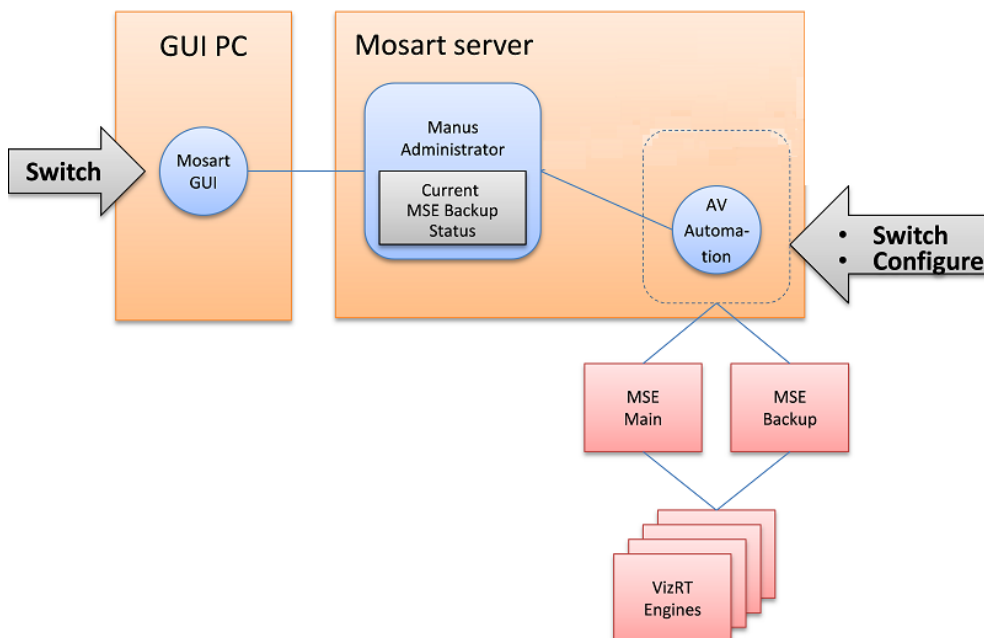 GUI PC
Mosart server
Switch
Mosart
GUI
Manus
Administrator
Current
MSE Backup
Status
AV
Automa-
tion
• Switch
• Configure
MSE
Main
MSE
Backup
VizRT
Engines